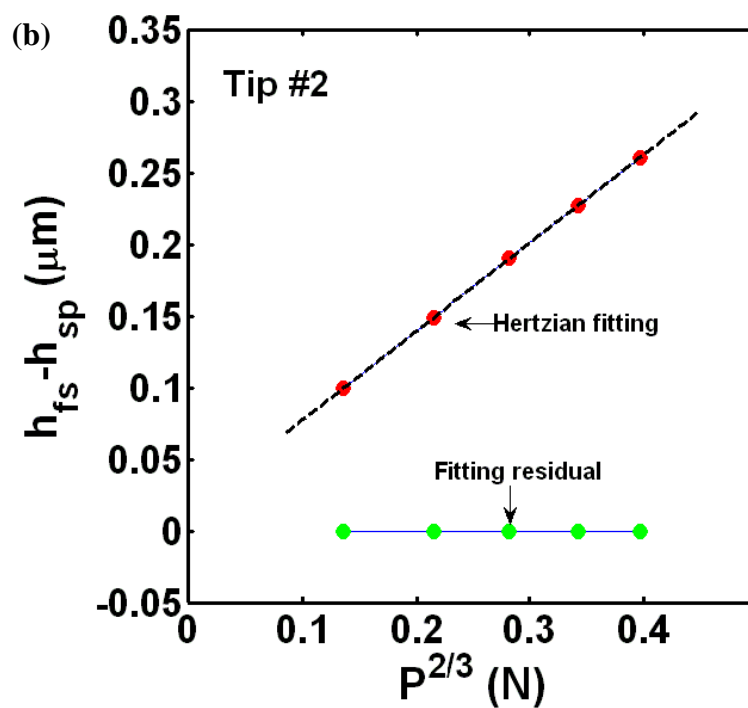 (b)
Tip #2
0.35
0.3
0.25
0.2
0.15
0.1
0.05
0
-0.05
h_fs-h_sp (μm)
Hertzian fitting
Fitting residual
0 0.1 0.2 0.3 0.4
P^2/3 (N)